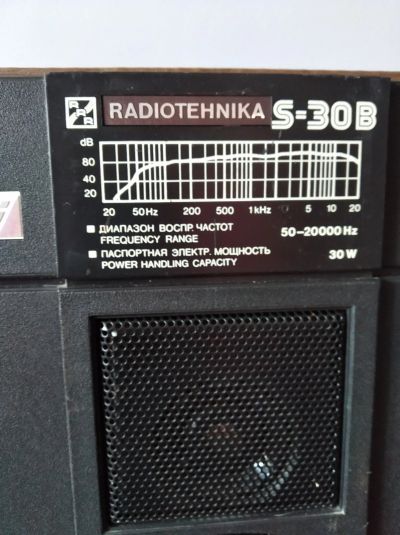 RRR RADIOTEHNIKA S-30B
dB
80
40
20
20 50Hz 200 500 1kHz 5 10 20
ДИАПАЗОН ВОСПР. ЧАСТОТ 50-20000 Hz
FREQUENCY RANGE
ПАСПОРТНАЯ ЭЛЕКТР. МОЩНОСТЬ 30 W
POWER HANDLING CAPACITY